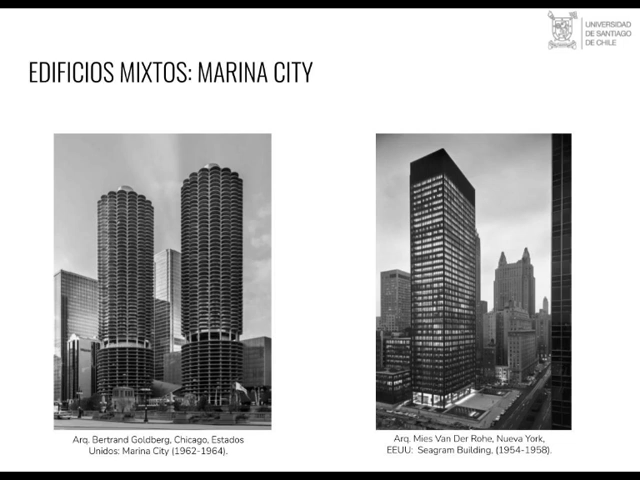 UNIVERSIDAD
DE SANTIAGO
DE CHILE
EDIFICIOS MIXTOS: MARINA CITY
Arq. Bertrand Goldberg, Chicago, Estados
Unidos: Marina City (1962-1964).
Arq. Mies Van Der Rohe, Nueva York,
EEUU: Seagram Building, (1954-1958).